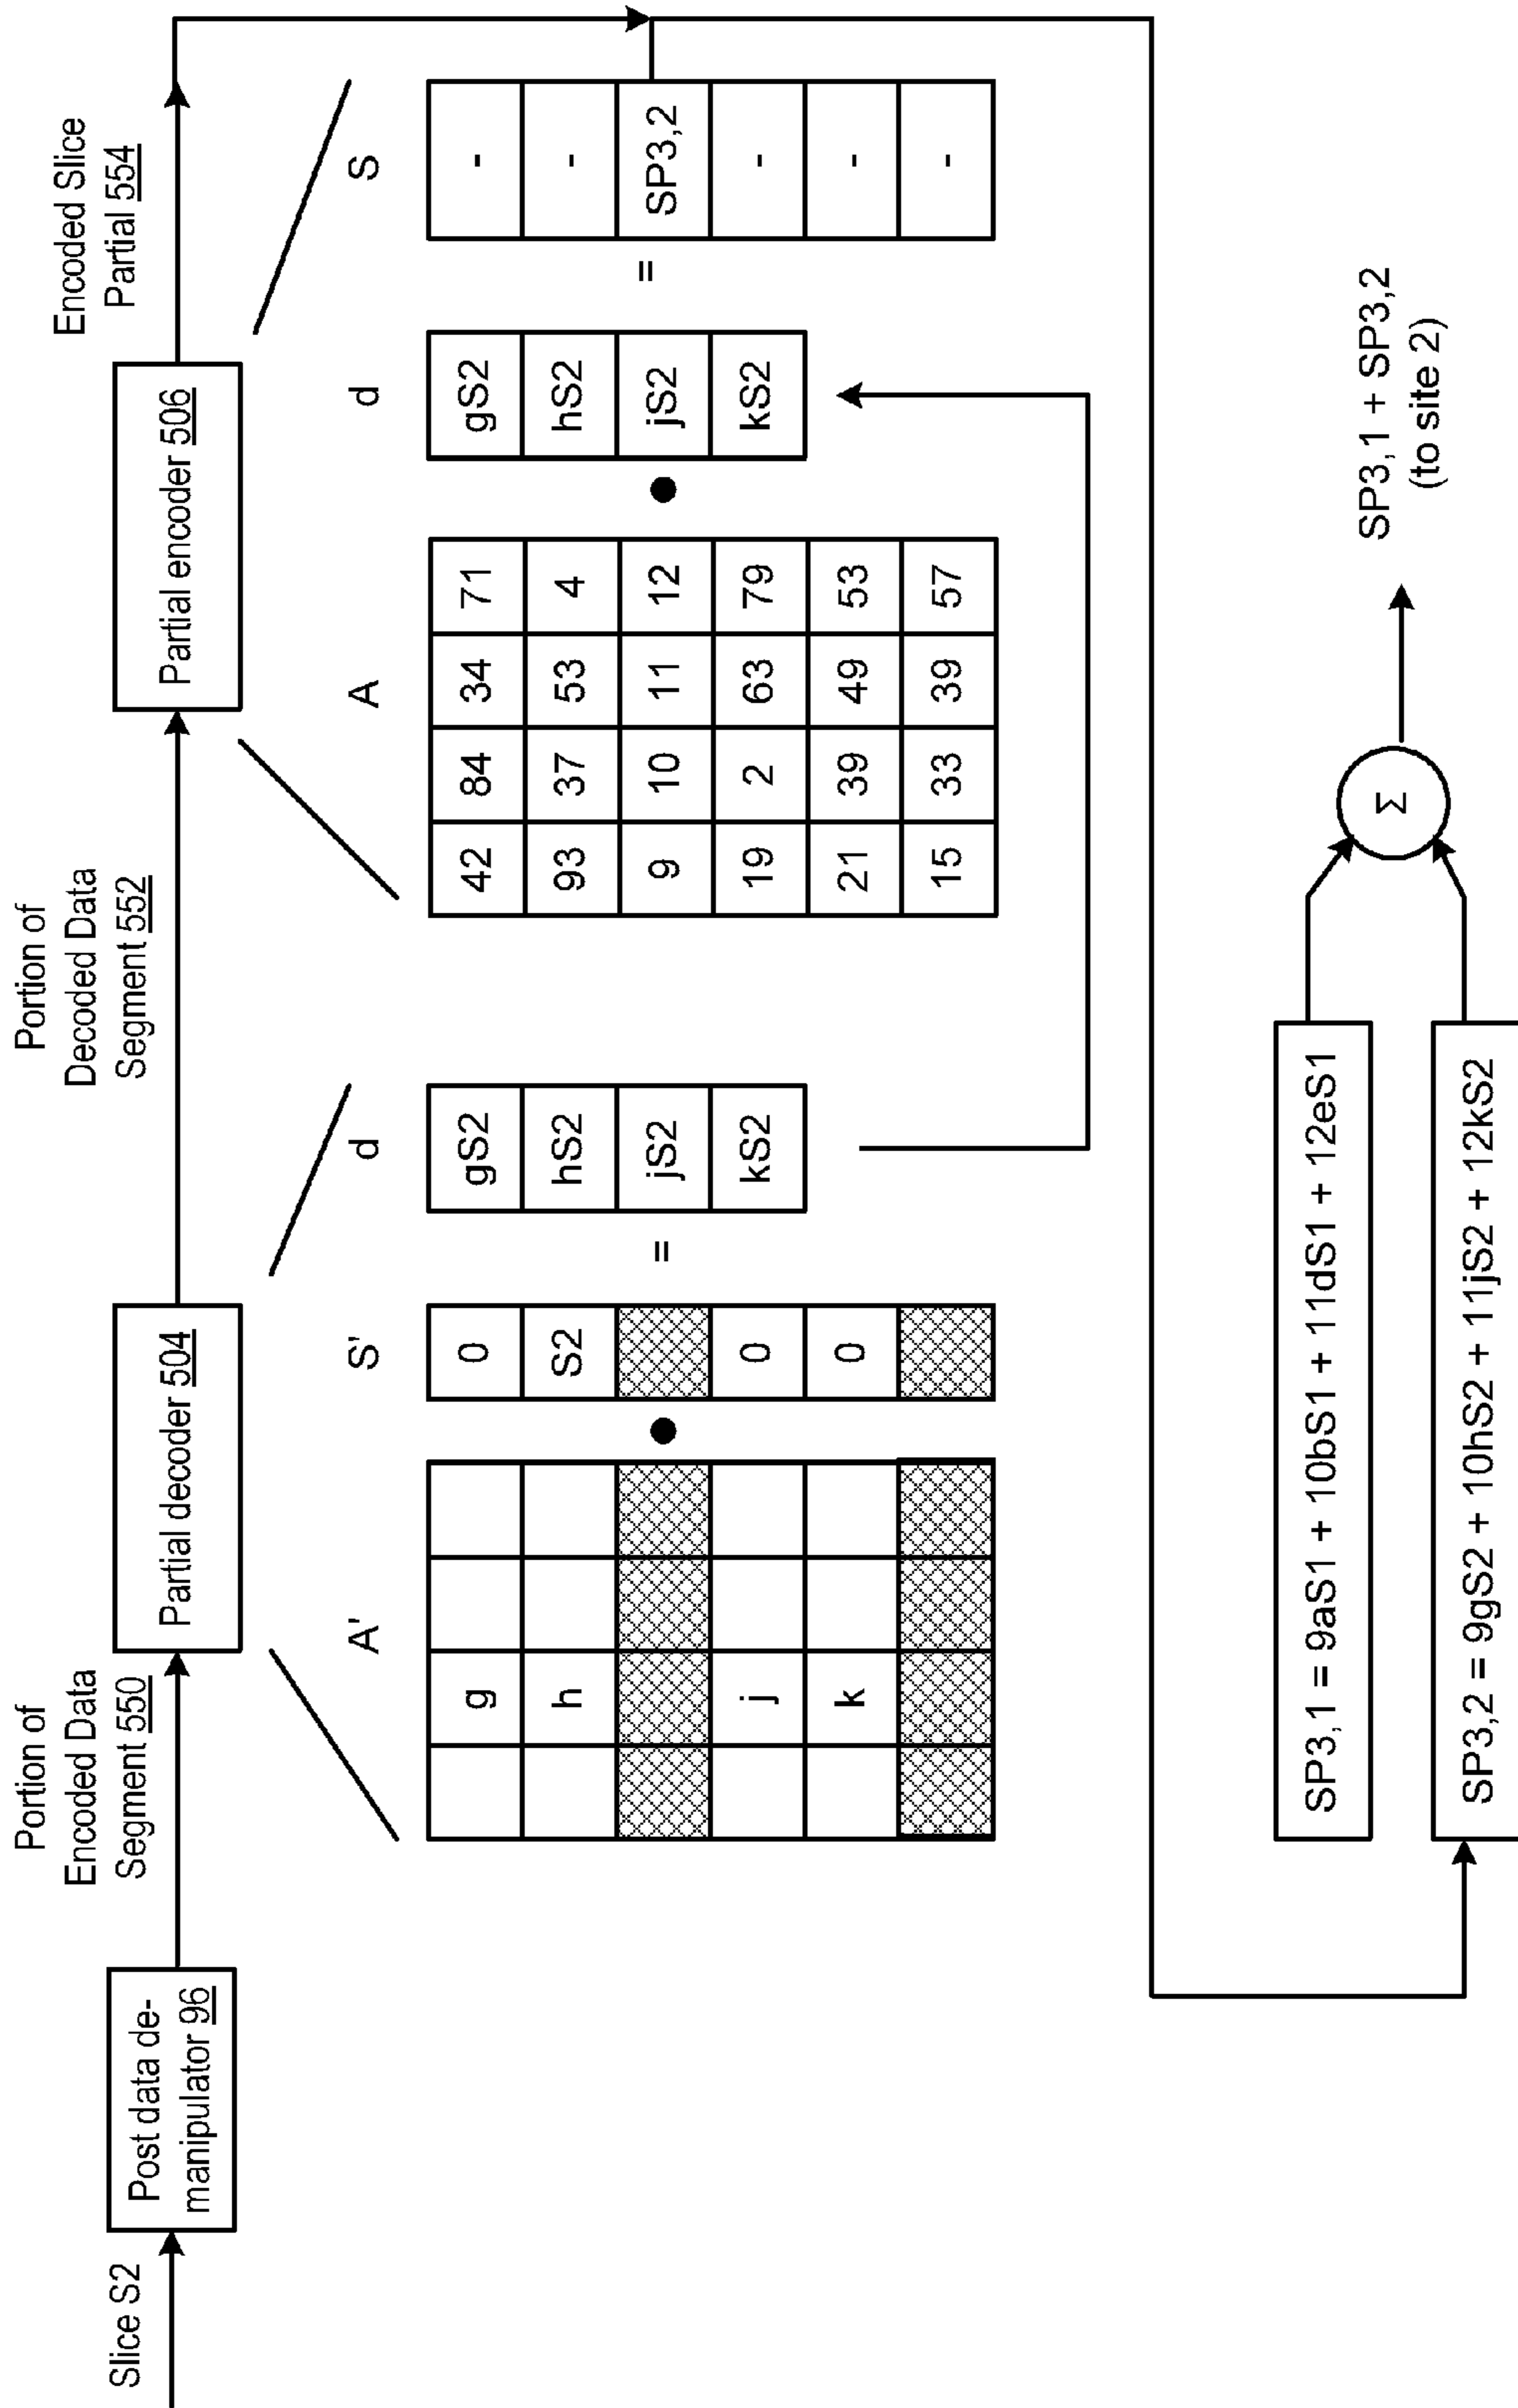 Slice S2
Post data de-
manipulator 96
Portion of
Encoded Data
Segment 550
Partial decoder 504
Portion of
Decoded Data
Segment 552
Partial encoder 506
Encoded Slice
Partial 554
A'
g
h
j
k
●
S'
0
S2
0
0
=
d
gS2
hS2
jS2
kS2
A
42 84 34 71
93 37 53 4
9 10 11 12
19 2 63 79
21 39 49 53
15 33 39 57
●
d
gS2
hS2
jS2
kS2
=
S
-
-
SP3,2
-
-
-
SP3,1 = 9aS1 + 10bS1 + 11dS1 + 12eS1
SP3,2 = 9gS2 + 10hS2 + 11jS2 + 12kS2
Σ
SP3,1 + SP3,2
(to site 2)